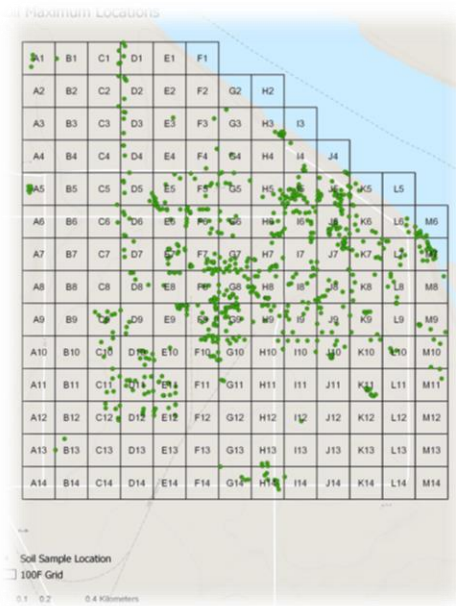 Soil Maximum Locations
A1 B1 C1 D1 E1 F1
A2 B2 C2 D2 E2 F2 G2 H2
A3 B3 C3 D3 E3 F3 G3 H3 I3
A4 B4 C4 D4 E4 F4 G4 H4 I4 J4
A5 B5 C5 D5 E5 F5 G5 H5 I5 J5 K5 L5
A6 B6 C6 D6 E6 F6 G6 H6 I6 J6 K6 L6 M6
A7 B7 C7 D7 E7 F7 G7 H7 I7 J7 K7 L7 M7
A8 B8 C8 D8 E8 F8 G8 H8 I8 J8 K8 L8 M8
A9 B9 C9 D9 E9 F9 G9 H9 I9 J9 K9 L9 M9
A10 B10 C10 D10 E10 F10 G10 H10 I10 J10 K10 L10 M10
A11 B11 C11 D11 E11 F11 G11 H11 I11 J11 K11 L11 M11
A12 B12 C12 D12 E12 F12 G12 H12 I12 J12 K12 L12 M12
A13 B13 C13 D13 E13 F13 G13 H13 I13 J13 K13 L13 M13
A14 B14 C14 D14 E14 F14 G14 H14 I14 J14 K14 L14 M14
Soil Sample Location
100F Grid
0.1 0.2 0.4 Kilometers